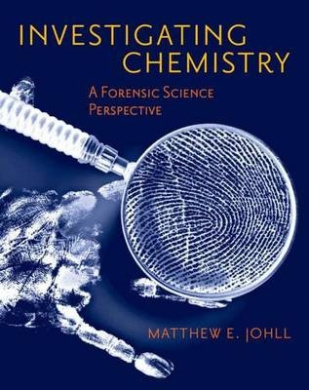 INVESTIGATING
CHEMISTRY
A FORENSIC SCIENCE
PERSPECTIVE
MATTHEW E. JOHLL